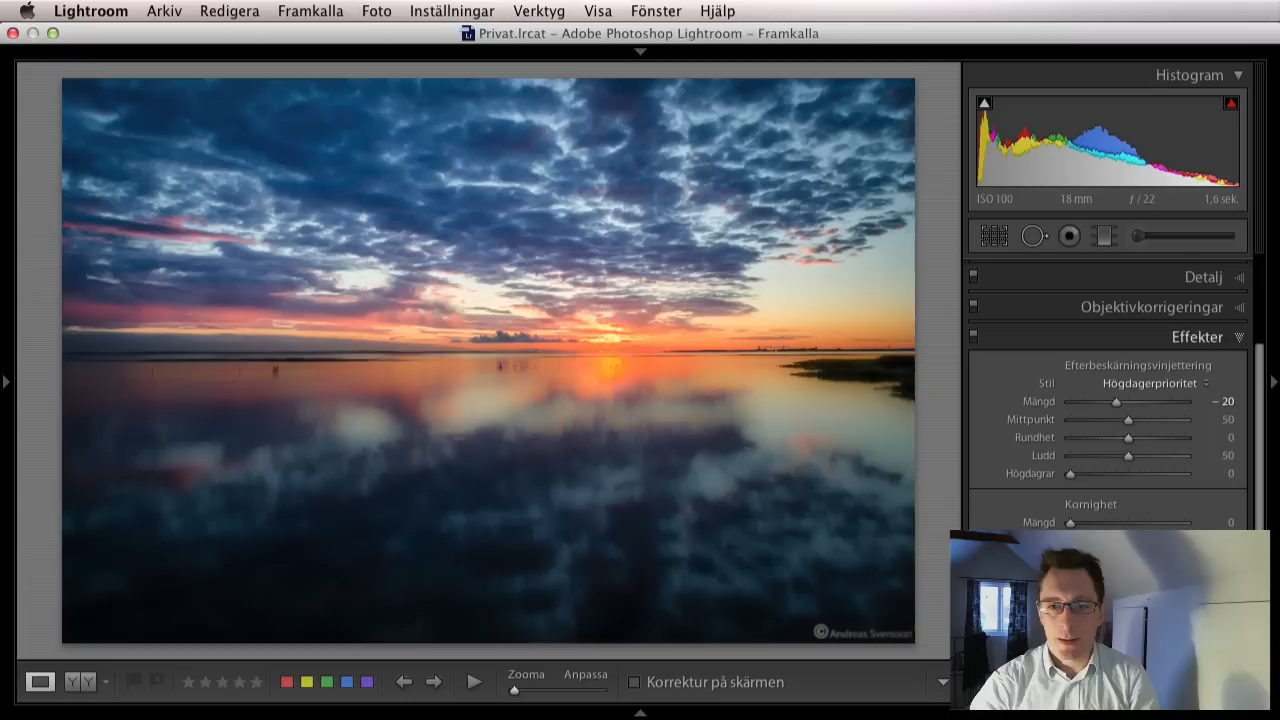 Lightroom Arkiv Redigera Framkalla Foto Inställningar Verktyg Visa Fönster Hjälp
Lr Privat.lrcat – Adobe Photoshop Lightroom – Framkalla
Histogram
ISO 100 18 mm ƒ / 22 1,6 sek.
Detalj
Objektivkorrigeringar
Effekter
Efterbeskärningsvinjettering
Stil Högdagerprioritet
Mängd – 20
Mittpunkt 50
Rundhet 0
Ludd 50
Högdagrar 0
Kornighet
Mängd 0
© Andreas Svensson
YY Zooma Anpassa Korrektur på skärmen